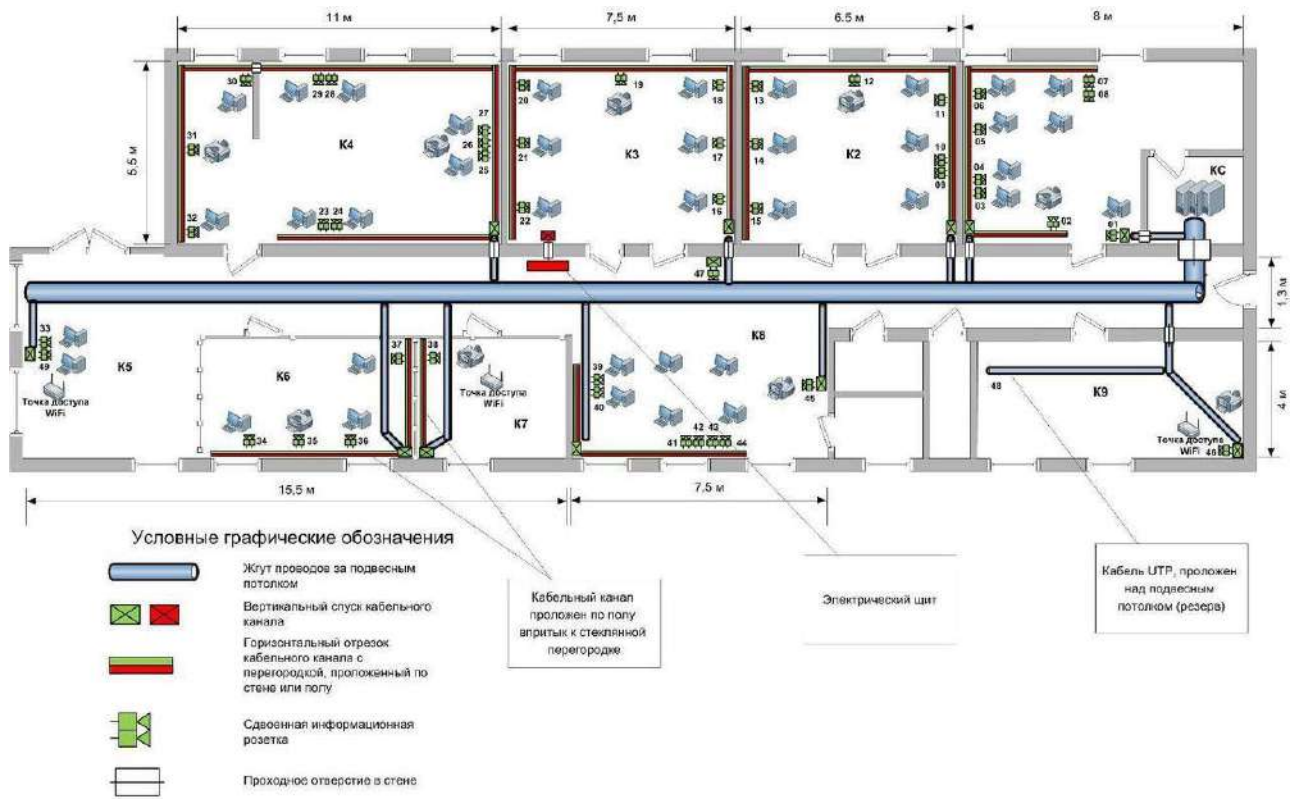 11 м
7,5 м
6.5 м
8 м
5,5 м
30
29 28
27
26
25
31
32
23 24
К4
20
19
18
21
К3
17
22
16
13
12
11
14
К2
10
09
15
06
07
08
05
04
03
02
01
КС
47
1,3 м
33
49
К5
Точка доступа
WiFi
К6
37
38
34
35
36
Точка доступа
WiFi
К7
39
40
К8
42 43
41
44
45
48
К9
Точка доступа
WiFi
46
4 м
15,5 м
7,5 м
Условные графические обозначения
Жгут проводов за подвесным
потолком
Вертикальный спуск кабельного
канала
Горизонтальный отрезок
кабельного канала с
перегородкой, проложенный по
стене или полу
Сдвоенная информационная
розетка
Проходное отверстие в стене
Кабельный канал
проложен по полу
впритык к стеклянной
перегородке
Электрический щит
Кабель UTP, проложен
над подвесным
потолком (резерв)